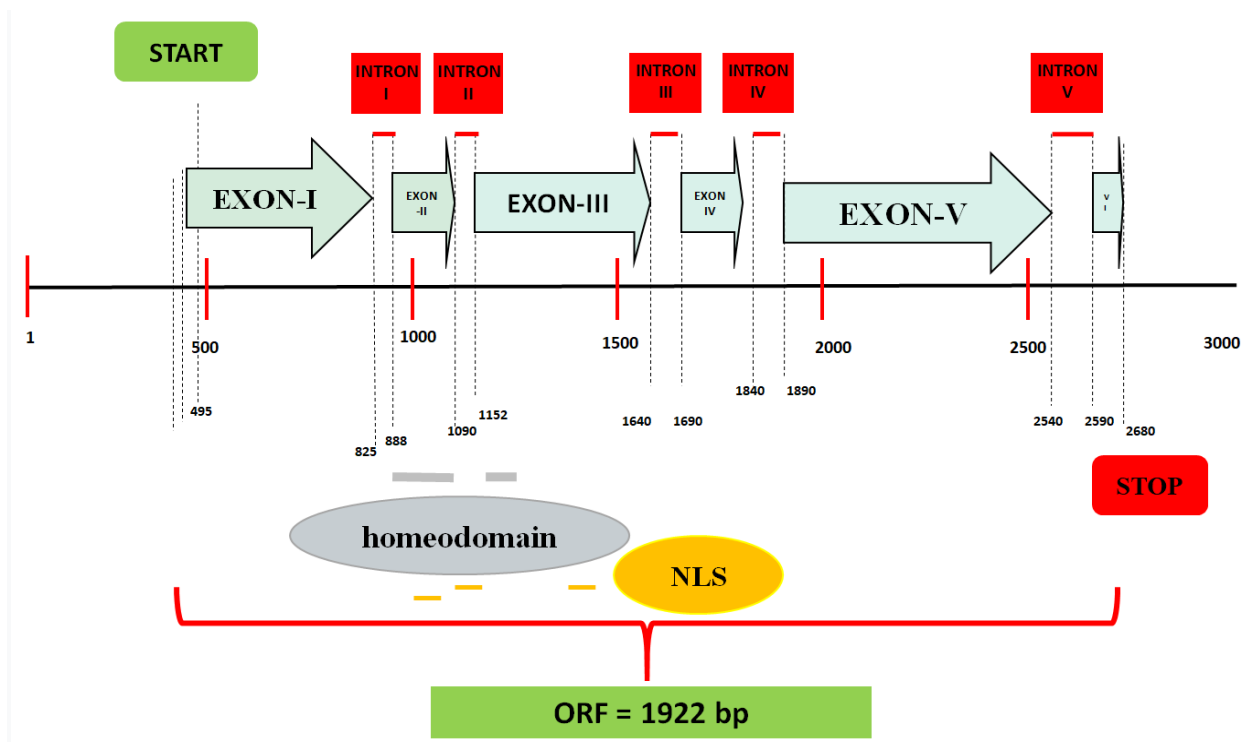 START
INTRON
I
INTRON
II
INTRON
III
INTRON
IV
INTRON
V
EXON-I
EXON
-II
EXON-III
EXON
IV
EXON-V
V
I
1
500
1000
1500
2000
2500
3000
495
825
888
1090
1152
1640
1690
1840
1890
2540
2590
2680
STOP
homeodomain
NLS
ORF = 1922 bp